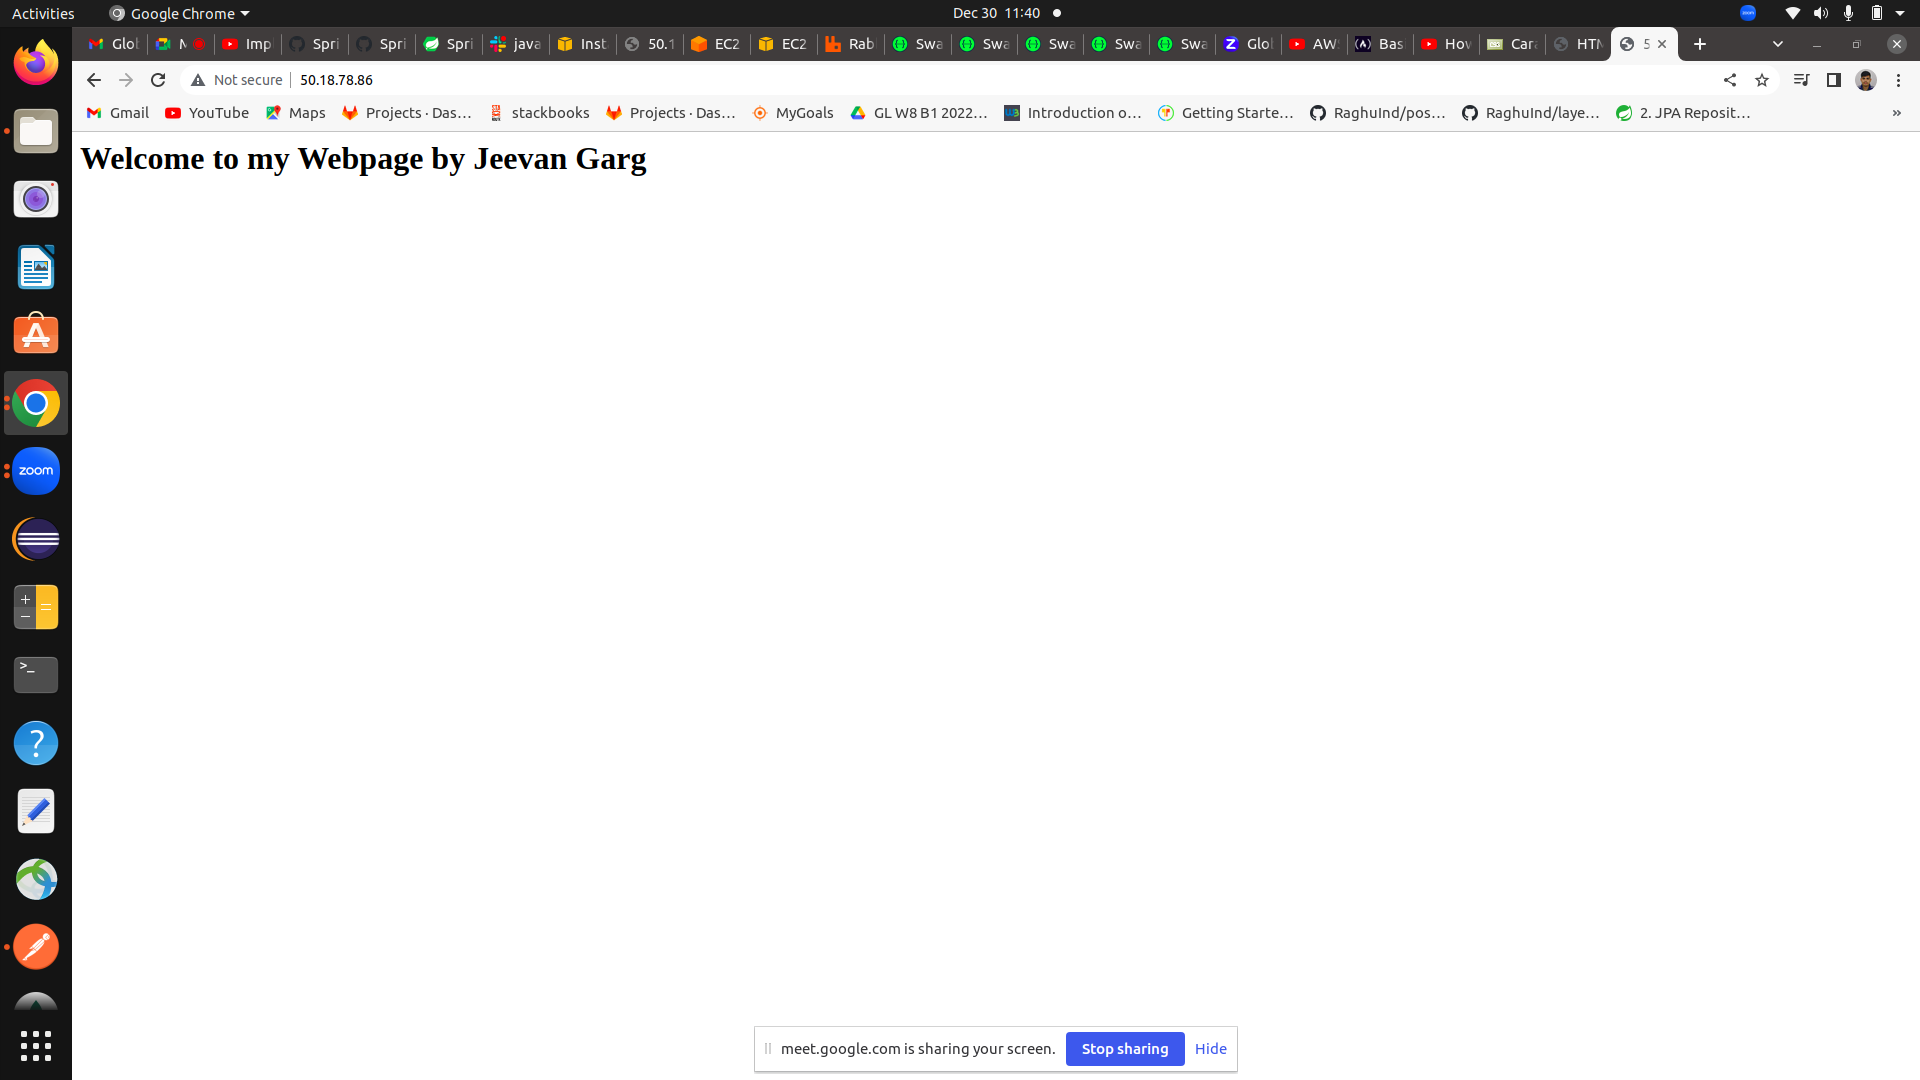 Activities
Google Chrome
Dec 30 11:40
zoom
Glol
Imp
Spri
Spri
Spri
java
Inst
50.1
EC2
EC2
Rab
Swa
Swa
Swa
Swa
Swa
Glol
AWS
Bas
Hov
Cara
HTM
5
Not secure
50.18.78.86
Gmail
YouTube
Maps
Projects · Das…
stackbooks
Projects · Das…
MyGoals
GL W8 B1 2022…
Introduction o…
Getting Starte…
RaghuInd/pos…
RaghuInd/laye…
2. JPA Reposit…
»
Welcome to my Webpage by Jeevan Garg
zoom
meet.google.com is sharing your screen.
Stop sharing
Hide